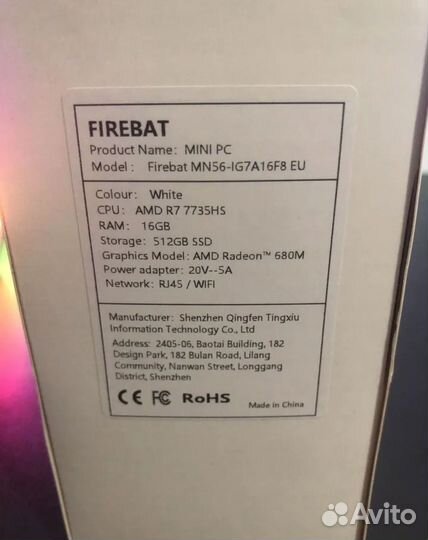 FIREBAT
Product Name: MINI PC
Model: Firebat MN56-IG7A16F8 EU
Colour: White
CPU: AMD R7 7735HS
RAM: 16GB
Storage: 512GB SSD
Graphics Model: AMD Radeon™ 680M
Power adapter: 20V--5A
Network: RJ45 / WIFI
Manufacturer: Shenzhen Qingfen Tingxiu
Information Technology Co., Ltd
Address: 2405-06, Baotai Building, 182
Design Park, 182 Bulan Road, Lilang
Community, Nanwan Street, Longgang
District, Shenzhen
CE FC RoHS Made in China
Avito